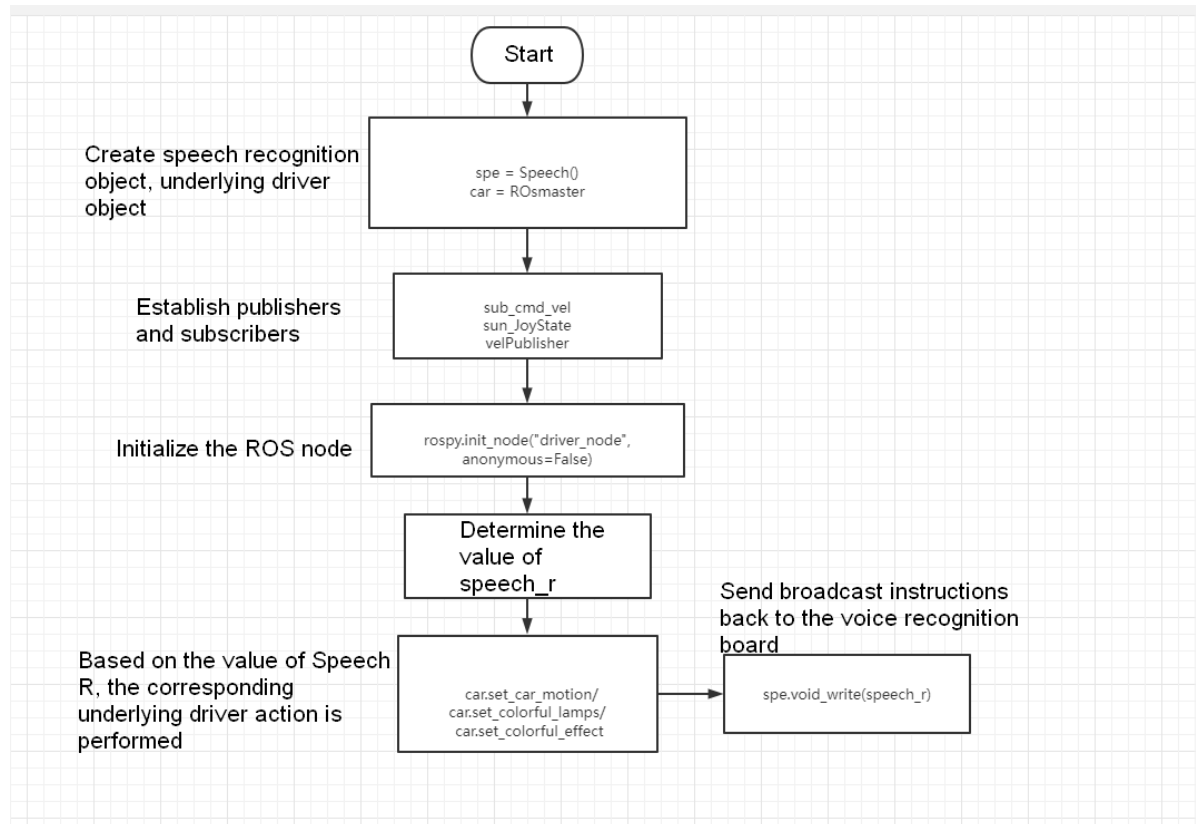 Start
Create speech recognition
object, underlying driver
object
spe = Speech()
car = ROsmaster
Establish publishers
and subscribers
sub_cmd_vel
sun_JoyState
velPublisher
Initialize the ROS node
rospy.init_node("driver_node",
anonymous=False)
Determine the
value of
speech_r
Based on the value of Speech
R, the corresponding
underlying driver action is
performed
car.set_car_motion/
car.set_colorful_lamps/
car.set_colorful_effect
Send broadcast instructions
back to the voice recognition
board
spe.void_write(speech_r)